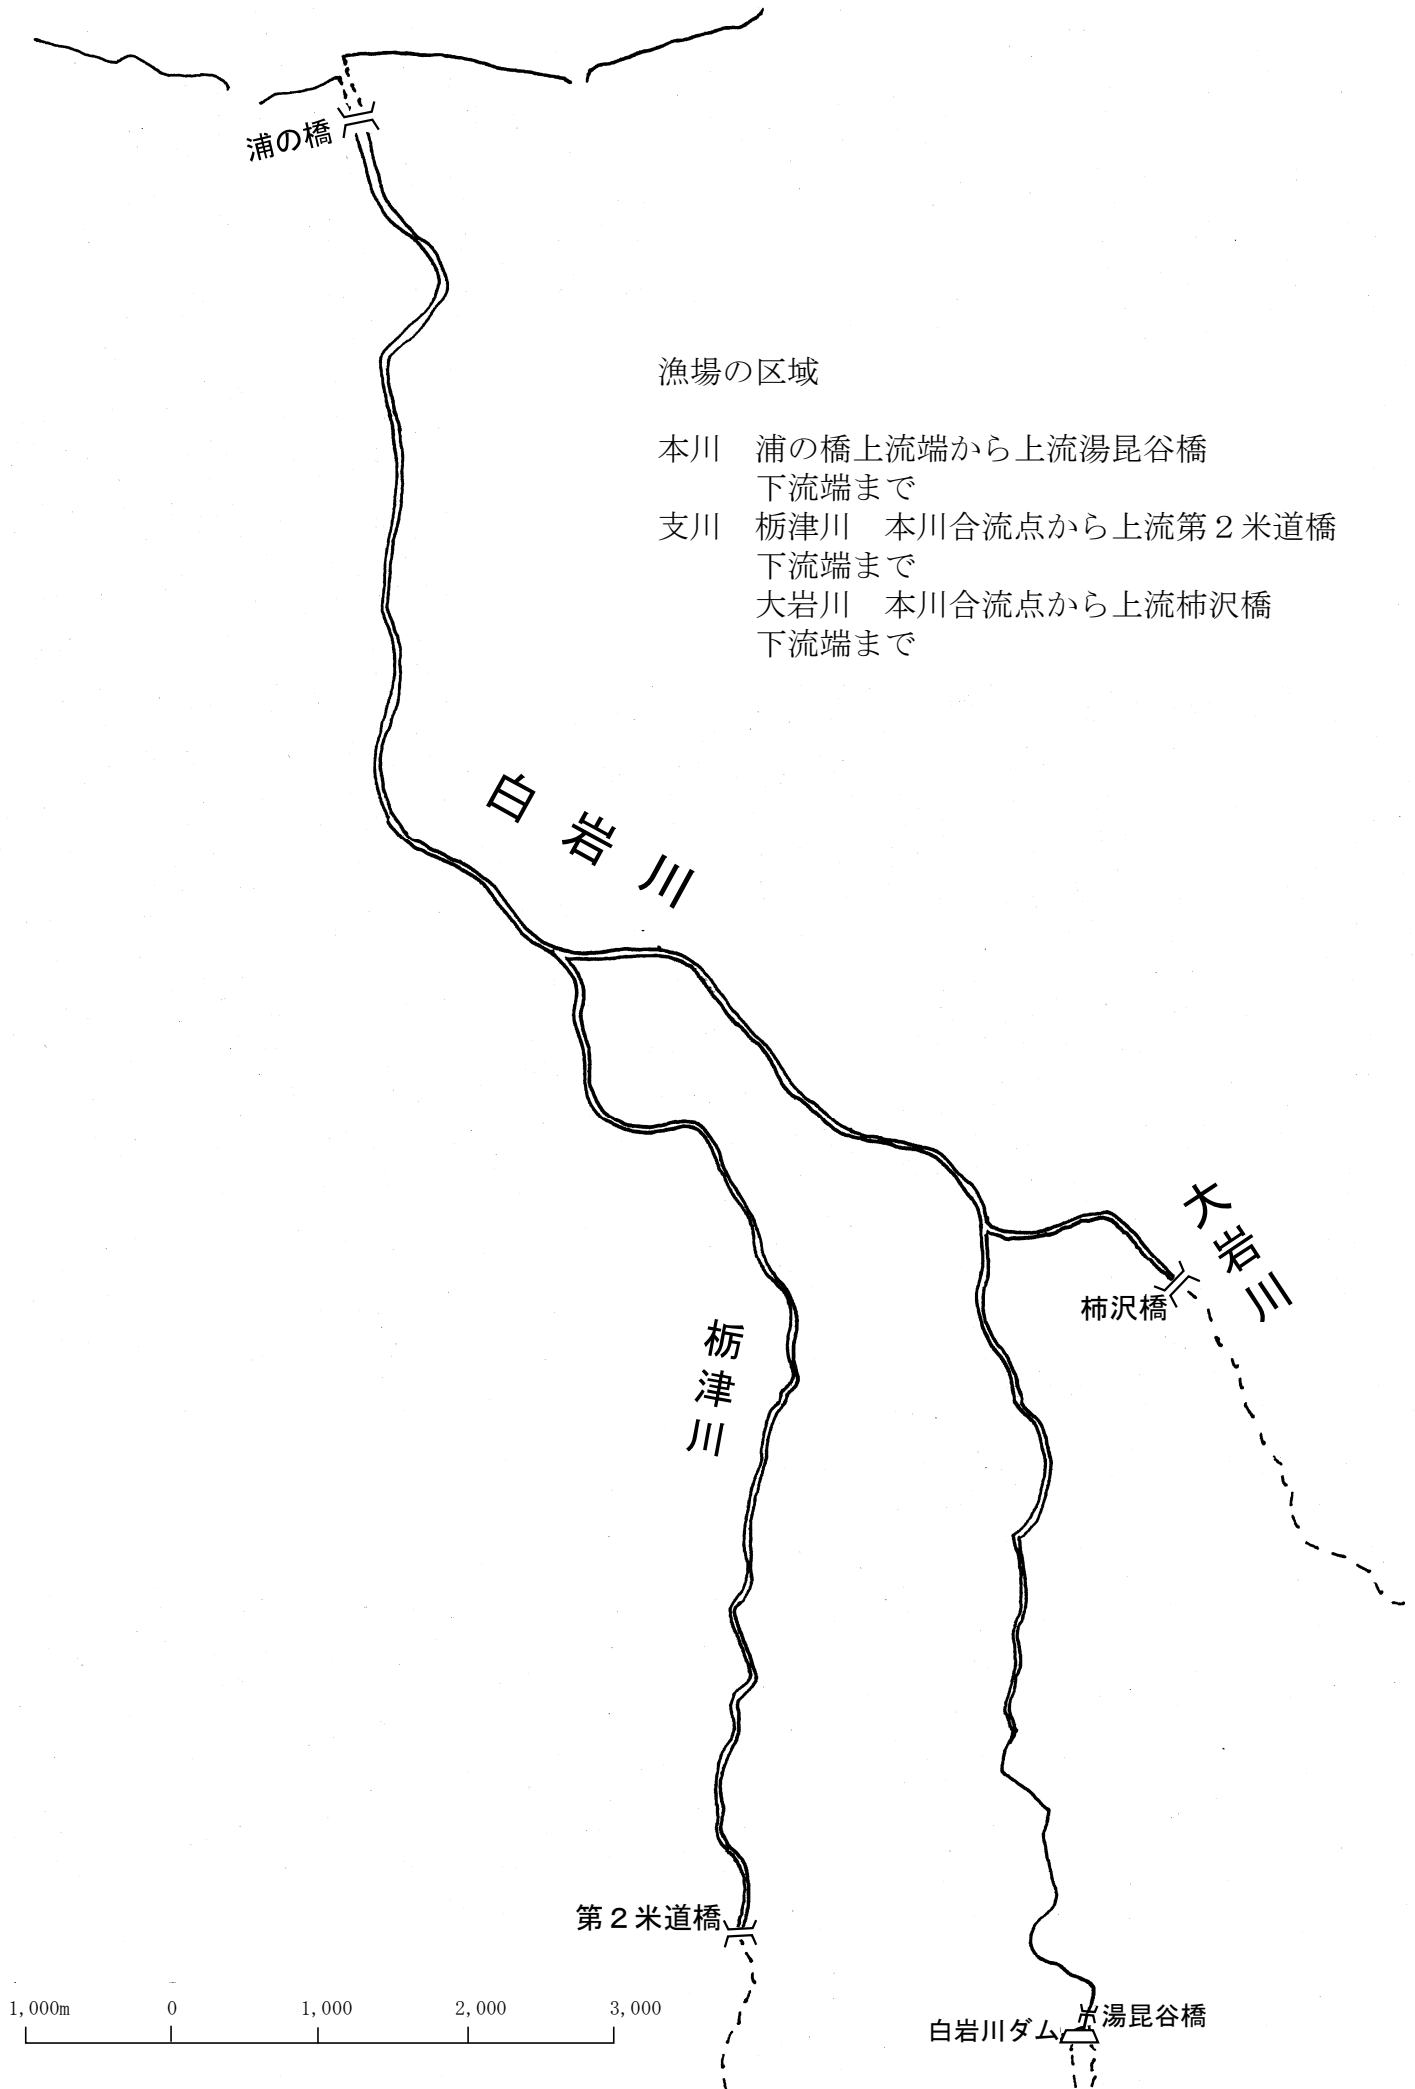 浦の橋
漁場の区域
本川　浦の橋上流端から上流湯昆谷橋
下流端まで
支川　栃津川　本川合流点から上流第２米道橋
下流端まで
大岩川　本川合流点から上流柿沢橋
下流端まで
白岩川
大岩川
柿沢橋
栃津川
第２米道橋
湯昆谷橋
白岩川ダム
1,000m　0　1,000　2,000　3,000